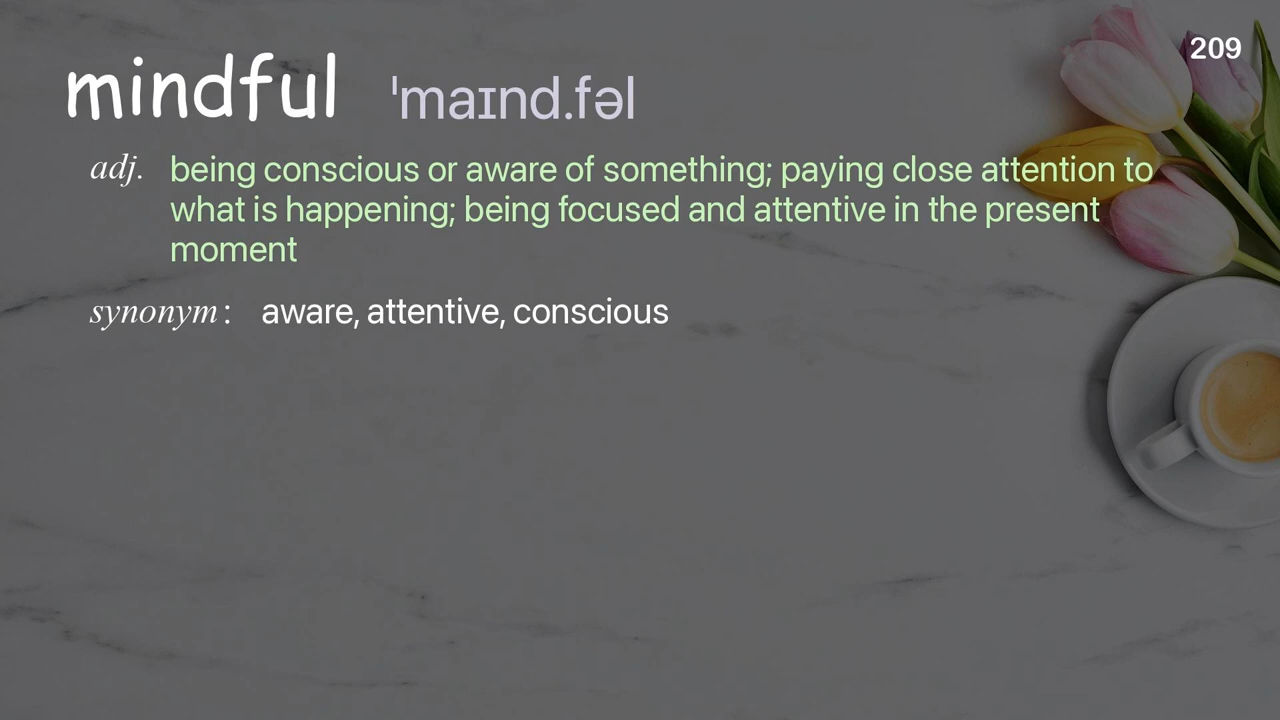 209
mindful ˈmaɪnd.fəl
adj. being conscious or aware of something; paying close attention to
what is happening; being focused and attentive in the present
moment
synonym : aware, attentive, conscious